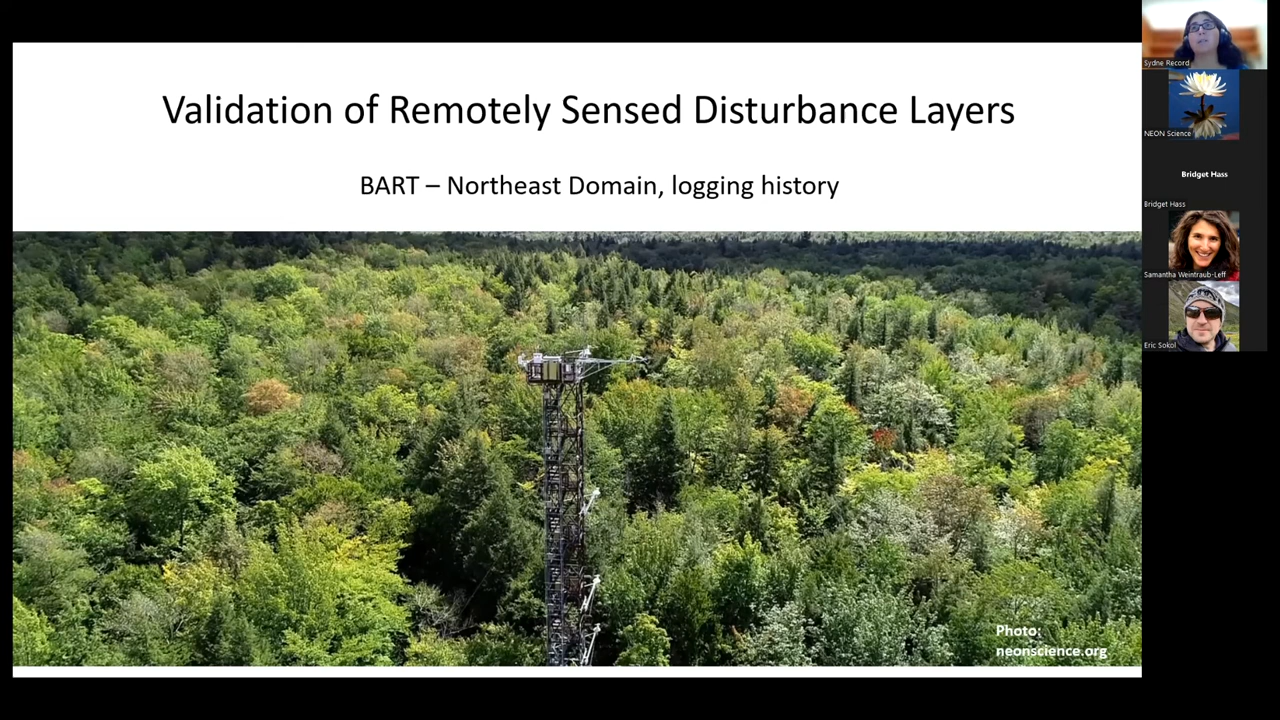 Validation of Remotely Sensed Disturbance Layers
BART – Northeast Domain, logging history
Photo:
neonscience.org
Sydne Record
NEON Science
Bridget Hass
Bridget Hass
Samantha Weintraub-Leff
Eric Sokol